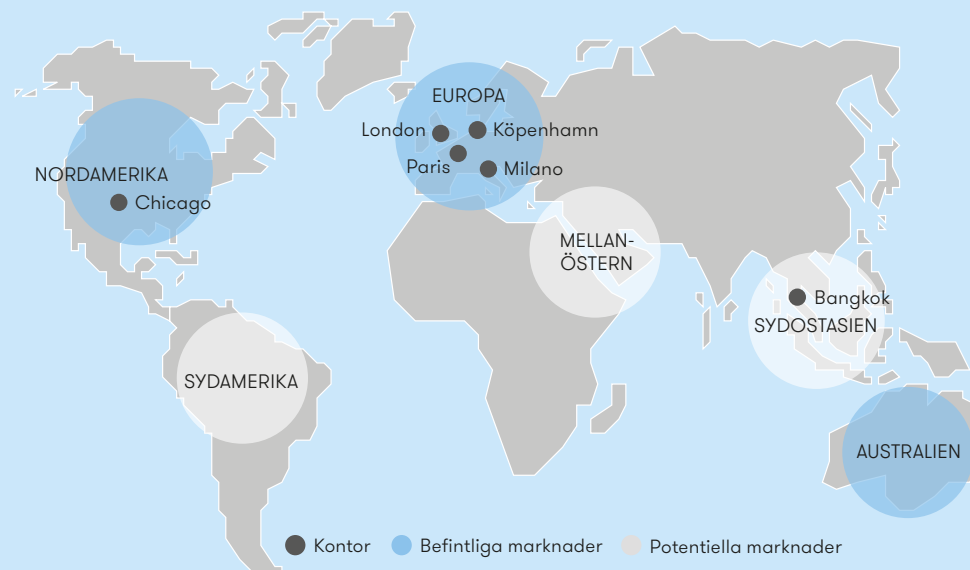 EUROPA
London
Köpenhamn
Paris
Milano
NORDAMERIKA
Chicago
MELLAN-
ÖSTERN
Bangkok
SYDOSTASIEN
SYDAMERIKA
AUSTRALIEN
Kontor
Befintliga marknader
Potentiella marknader